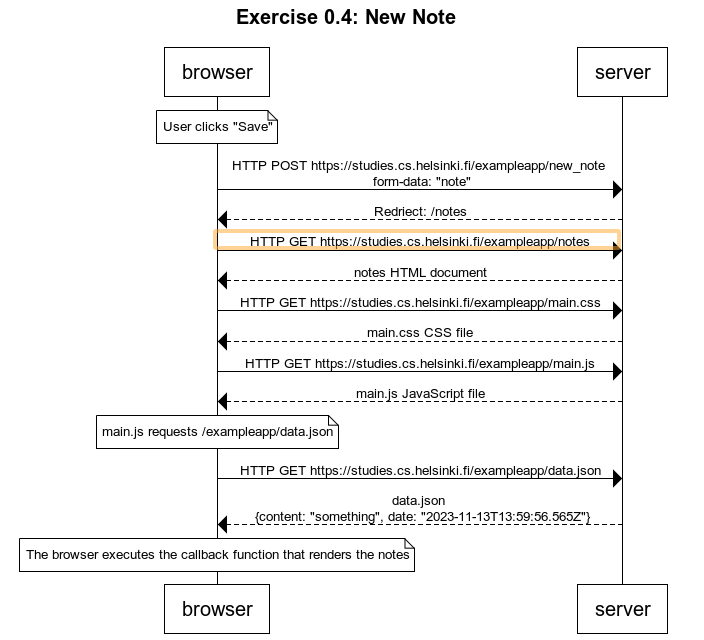 Exercise 0.4: New Note
browser
server
User clicks "Save"
HTTP POST https://studies.cs.helsinki.fi/exampleapp/new_note
form-data: "note"
Redriect: /notes
HTTP GET https://studies.cs.helsinki.fi/exampleapp/notes
notes HTML document
HTTP GET https://studies.cs.helsinki.fi/exampleapp/main.css
main.css CSS file
HTTP GET https://studies.cs.helsinki.fi/exampleapp/main.js
main.js JavaScript file
main.js requests /exampleapp/data.json
HTTP GET https://studies.cs.helsinki.fi/exampleapp/data.json
data.json
{content: "something", date: "2023-11-13T13:59:56.565Z"}
The browser executes the callback function that renders the notes
browser
server